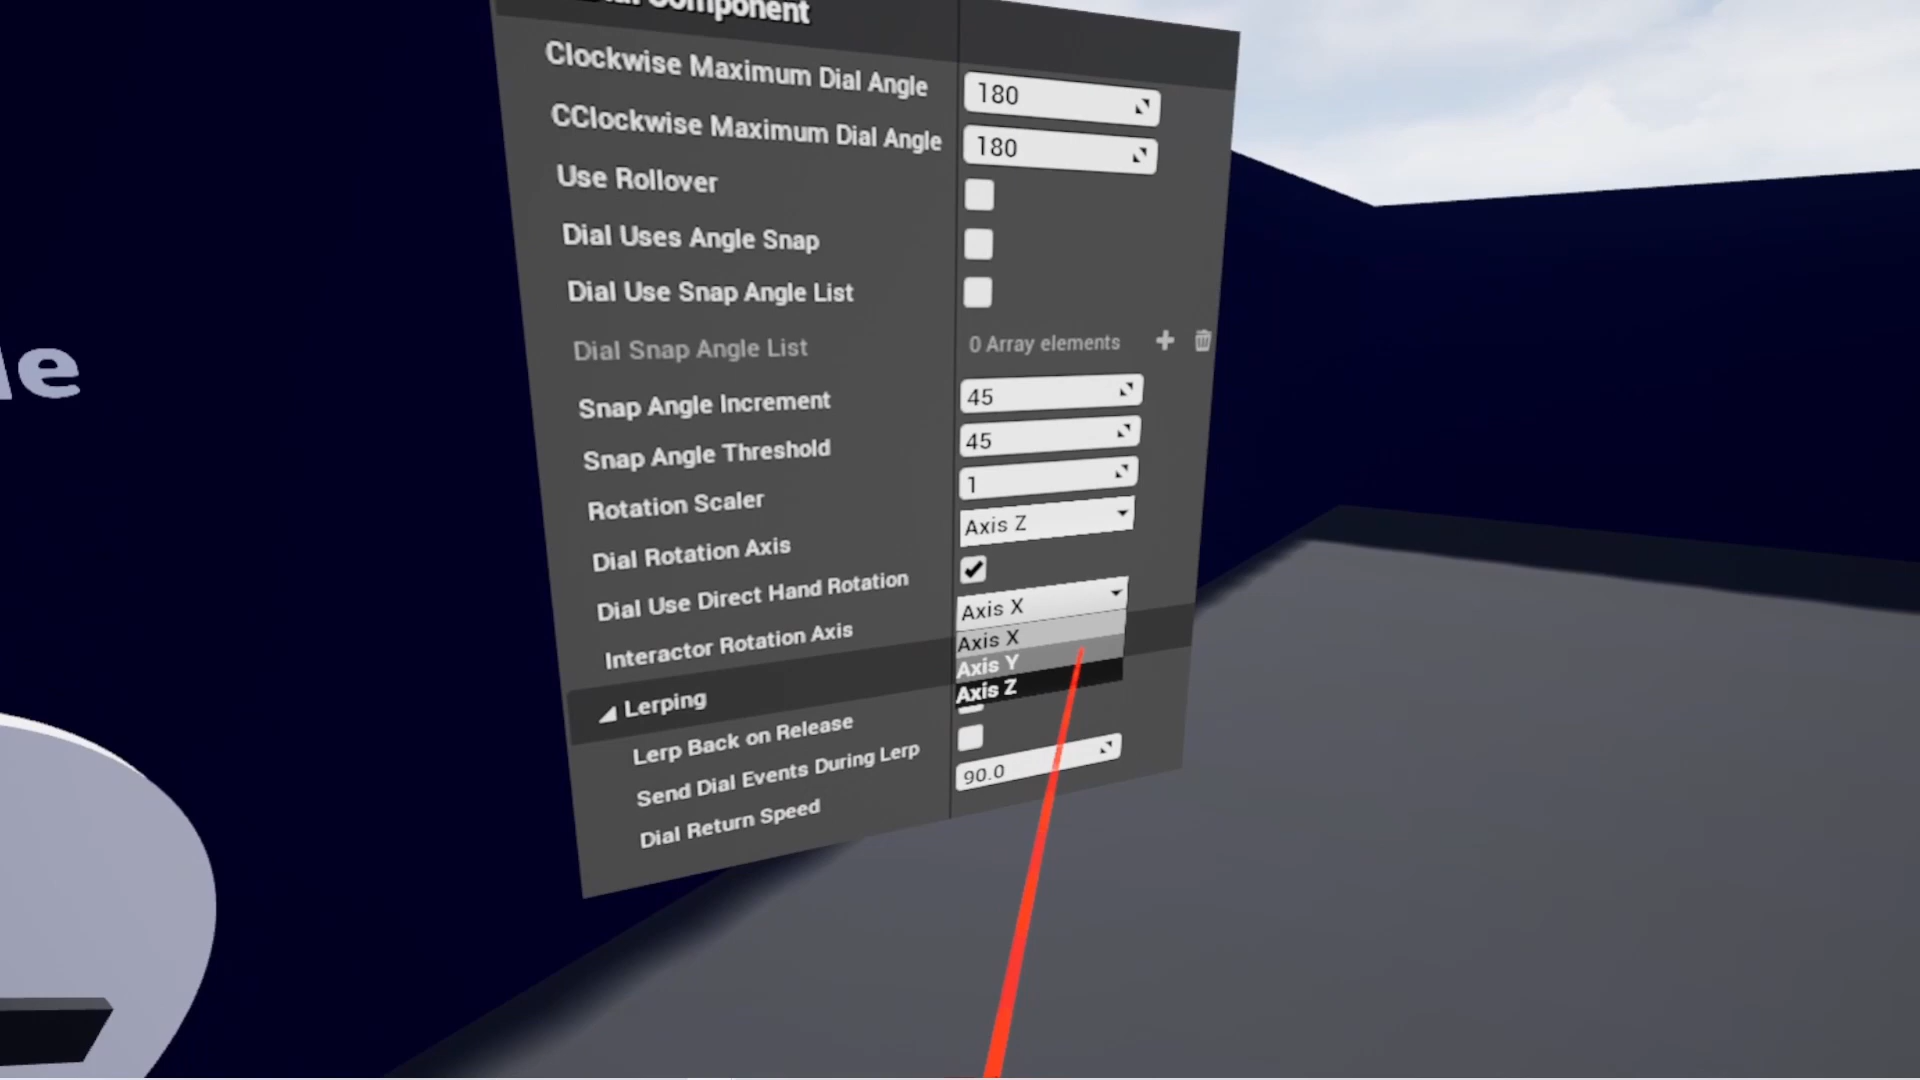 Component
Clockwise Maximum Dial Angle 180
CClockwise Maximum Dial Angle 180
Use Rollover
Dial Uses Angle Snap
Dial Use Snap Angle List
Dial Snap Angle List 0 Array elements
Snap Angle Increment 45
Snap Angle Threshold 45
Rotation Scaler 1
Dial Rotation Axis Axis Z
Dial Use Direct Hand Rotation
Interactor Rotation Axis Axis X
Axis X
Axis Y
Axis Z
Lerping
Lerp Back on Release
Send Dial Events During Lerp
Dial Return Speed 90.0